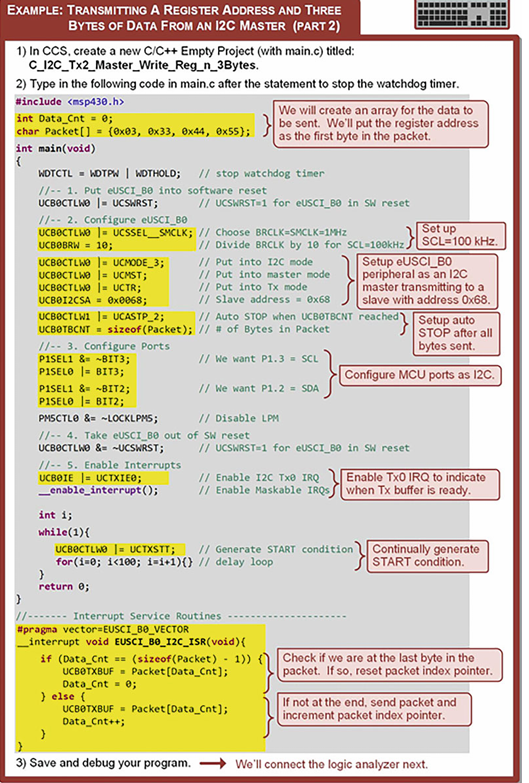 EXAMPLE: TRANSMITTING A REGISTER ADDRESS AND THREE
BYTES OF DATA FROM AN I2C MASTER (PART 2)
1) In CCS, create a new C/C++ Empty Project (with main.c) titled:
C_I2C_Tx2_Master_Write_Reg_n_3Bytes.
2) Type in the following code in main.c after the statement to stop the watchdog timer.
#include <msp430.h>
int Data_Cnt = 0;
char Packet[] = {0x03, 0x33, 0x44, 0x55};
We will create an array for the data
to be sent. We'll put the register address
as the first byte in the packet.
int main(void)
{
WDTCTL = WDTPW | WDTHOLD; // stop watchdog timer
//-- 1. Put eUSCI_B0 into software reset
UCB0CTLW0 |= UCSWRST; // UCSWRST=1 for eUSCI_B0 in SW reset
//-- 2. Configure eUSCI_B0
UCB0CTLW0 |= UCSSEL__SMCLK; // Choose BRCLK=SMCLK=1MHz
UCB0BRW = 10; // Divide BRCLK by 10 for SCL=100kHz
Set up
SCL=100 kHz.
UCB0CTLW0 |= UCMODE_3; // Put into I2C mode
UCB0CTLW0 |= UCMST; // Put into master mode
UCB0CTLW0 |= UCTR; // Put into Tx mode
UCB0I2CSA = 0x0068; // Slave address = 0x68
Setup eUSCI_B0
peripheral as an I2C
master transmitting to a
slave with address 0x68.
UCB0CTLW1 |= UCASTP_2; // Auto STOP when UCB0TBCNT reached
UCB0TBCNT = sizeof(Packet); // # of Bytes in Packet
Setup auto
STOP after all
bytes sent.
//-- 3. Configure Ports
P1SEL1 &= ~BIT3; // We want P1.3 = SCL
P1SEL0 |= BIT3;
P1SEL1 &= ~BIT2; // We want P1.2 = SDA
P1SEL0 |= BIT2;
Configure MCU ports as I2C.
PM5CTL0 &= ~LOCKLPM5; // Disable LPM
//-- 4. Take eUSCI_B0 out of SW reset
UCB0CTLW0 &= ~UCSWRST; // UCSWRST=1 for eUSCI_B0 in SW reset
//-- 5. Enable Interrupts
UCB0IE |= UCTXIE0; // Enable I2C Tx0 IRQ
__enable_interrupt(); // Enable Maskable IRQs
Enable Tx0 IRQ to indicate
when Tx buffer is ready.
int i;
while(1){
UCB0CTLW0 |= UCTXSTT; // Generate START condition
for(i=0; i<100; i=i+1){} // delay loop
Continually generate
START condition.
}
return 0;
}
//------- Interrupt Service Routines --------------------
#pragma vector=EUSCI_B0_VECTOR
__interrupt void EUSCI_B0_I2C_ISR(void){
if (Data_Cnt == (sizeof(Packet) - 1)) {
UCB0TXBUF = Packet[Data_Cnt];
Data_Cnt = 0;
Check if we are at the last byte in the
packet. If so, reset packet index pointer.
} else {
UCB0TXBUF = Packet[Data_Cnt];
Data_Cnt++;
If not at the end, send packet and
increment packet index pointer.
}
}
3) Save and debug your program. We'll connect the logic analyzer next.